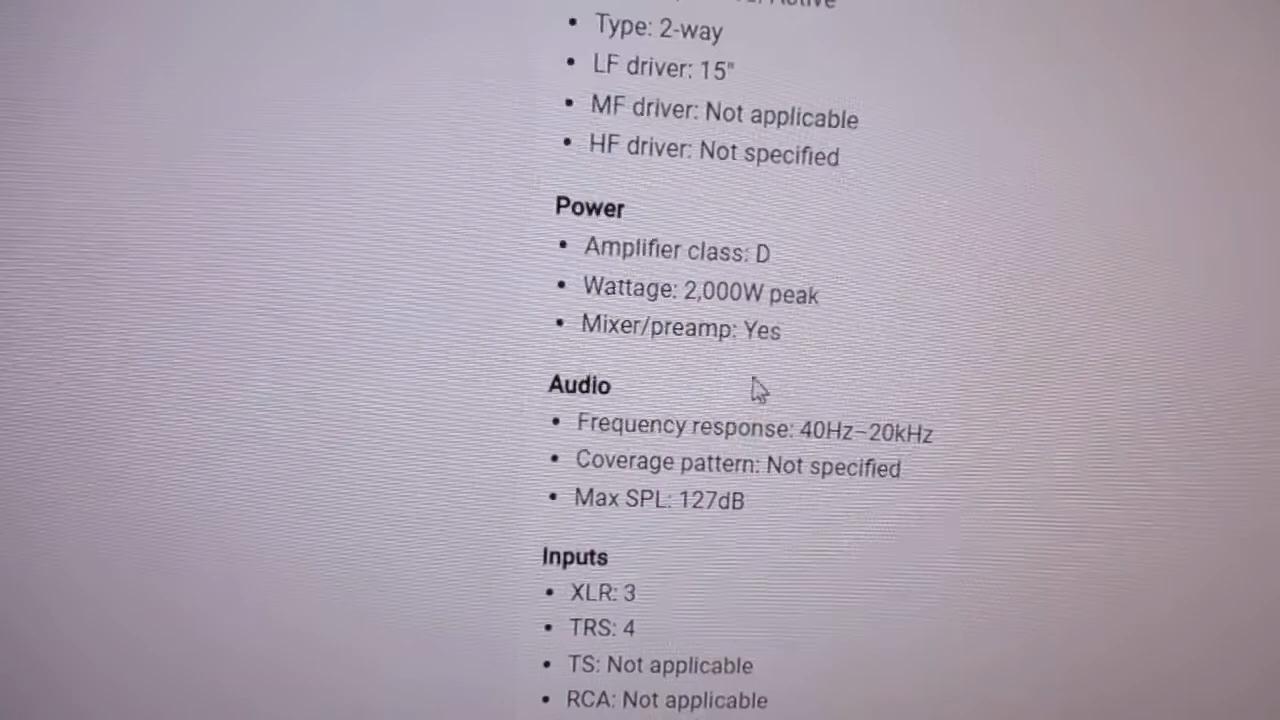 • Type: 2-way
• LF driver: 15"
• MF driver: Not applicable
• HF driver: Not specified
Power
• Amplifier class: D
• Wattage: 2,000W peak
• Mixer/preamp: Yes
Audio
• Frequency response: 40Hz–20kHz
• Coverage pattern: Not specified
• Max SPL: 127dB
Inputs
• XLR: 3
• TRS: 4
• TS: Not applicable
• RCA: Not applicable